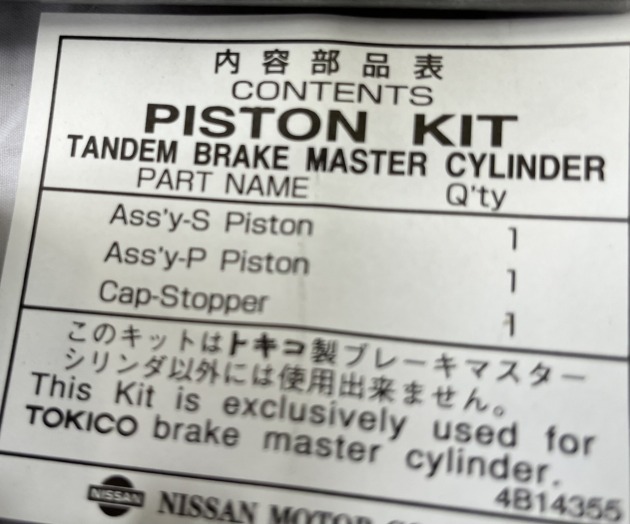 内容部品表
CONTENTS
PISTON KIT
TANDEM BRAKE MASTER CYLINDER
PART NAME Q'ty
Ass'y-S Piston 1
Ass'y-P Piston 1
Cap-Stopper 1
このキットはトキコ製ブレーキマスター
シリンダ以外には使用出来ません。
This Kit is exclusively used for
TOKICO brake master cylinder.
4B14355
NISSAN NISSAN MOTOR